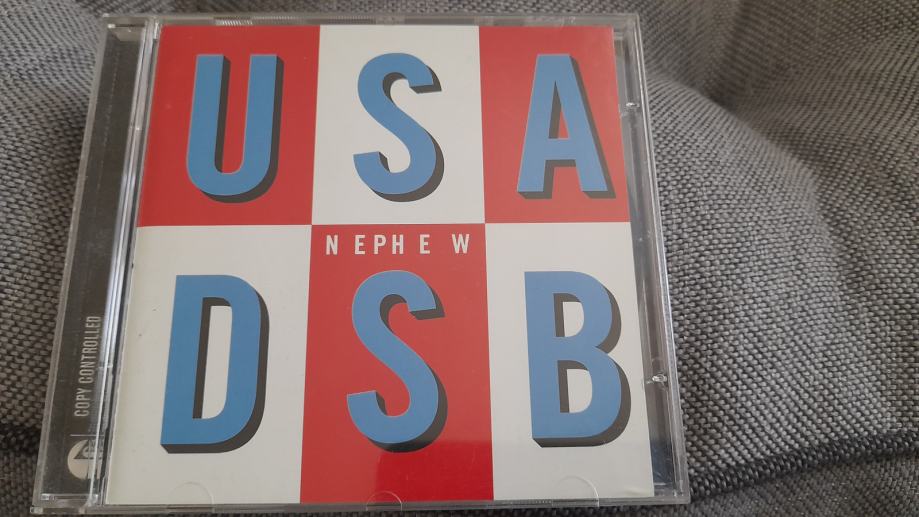 USA
NEPHEW
DSB
COPY CONTROLLED